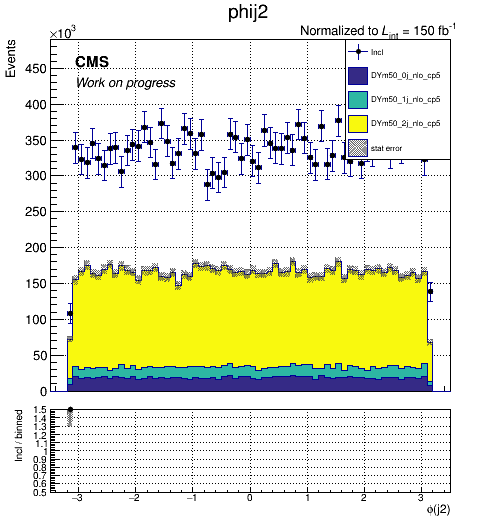 phij2
×10³
Normalized to L_int = 150 fb⁻¹
Events
CMS
Work on progress
Incl
DYm50_0j_nlo_cp5
DYm50_1j_nlo_cp5
DYm50_2j_nlo_cp5
stat error
450
400
350
300
250
200
150
100
50
0
Incl / binned
1.5
1.4
1.3
1.2
1.1
1
0.9
0.8
0.7
0.6
0.5
−3 −2 −1 0 1 2 3
φ(j2)